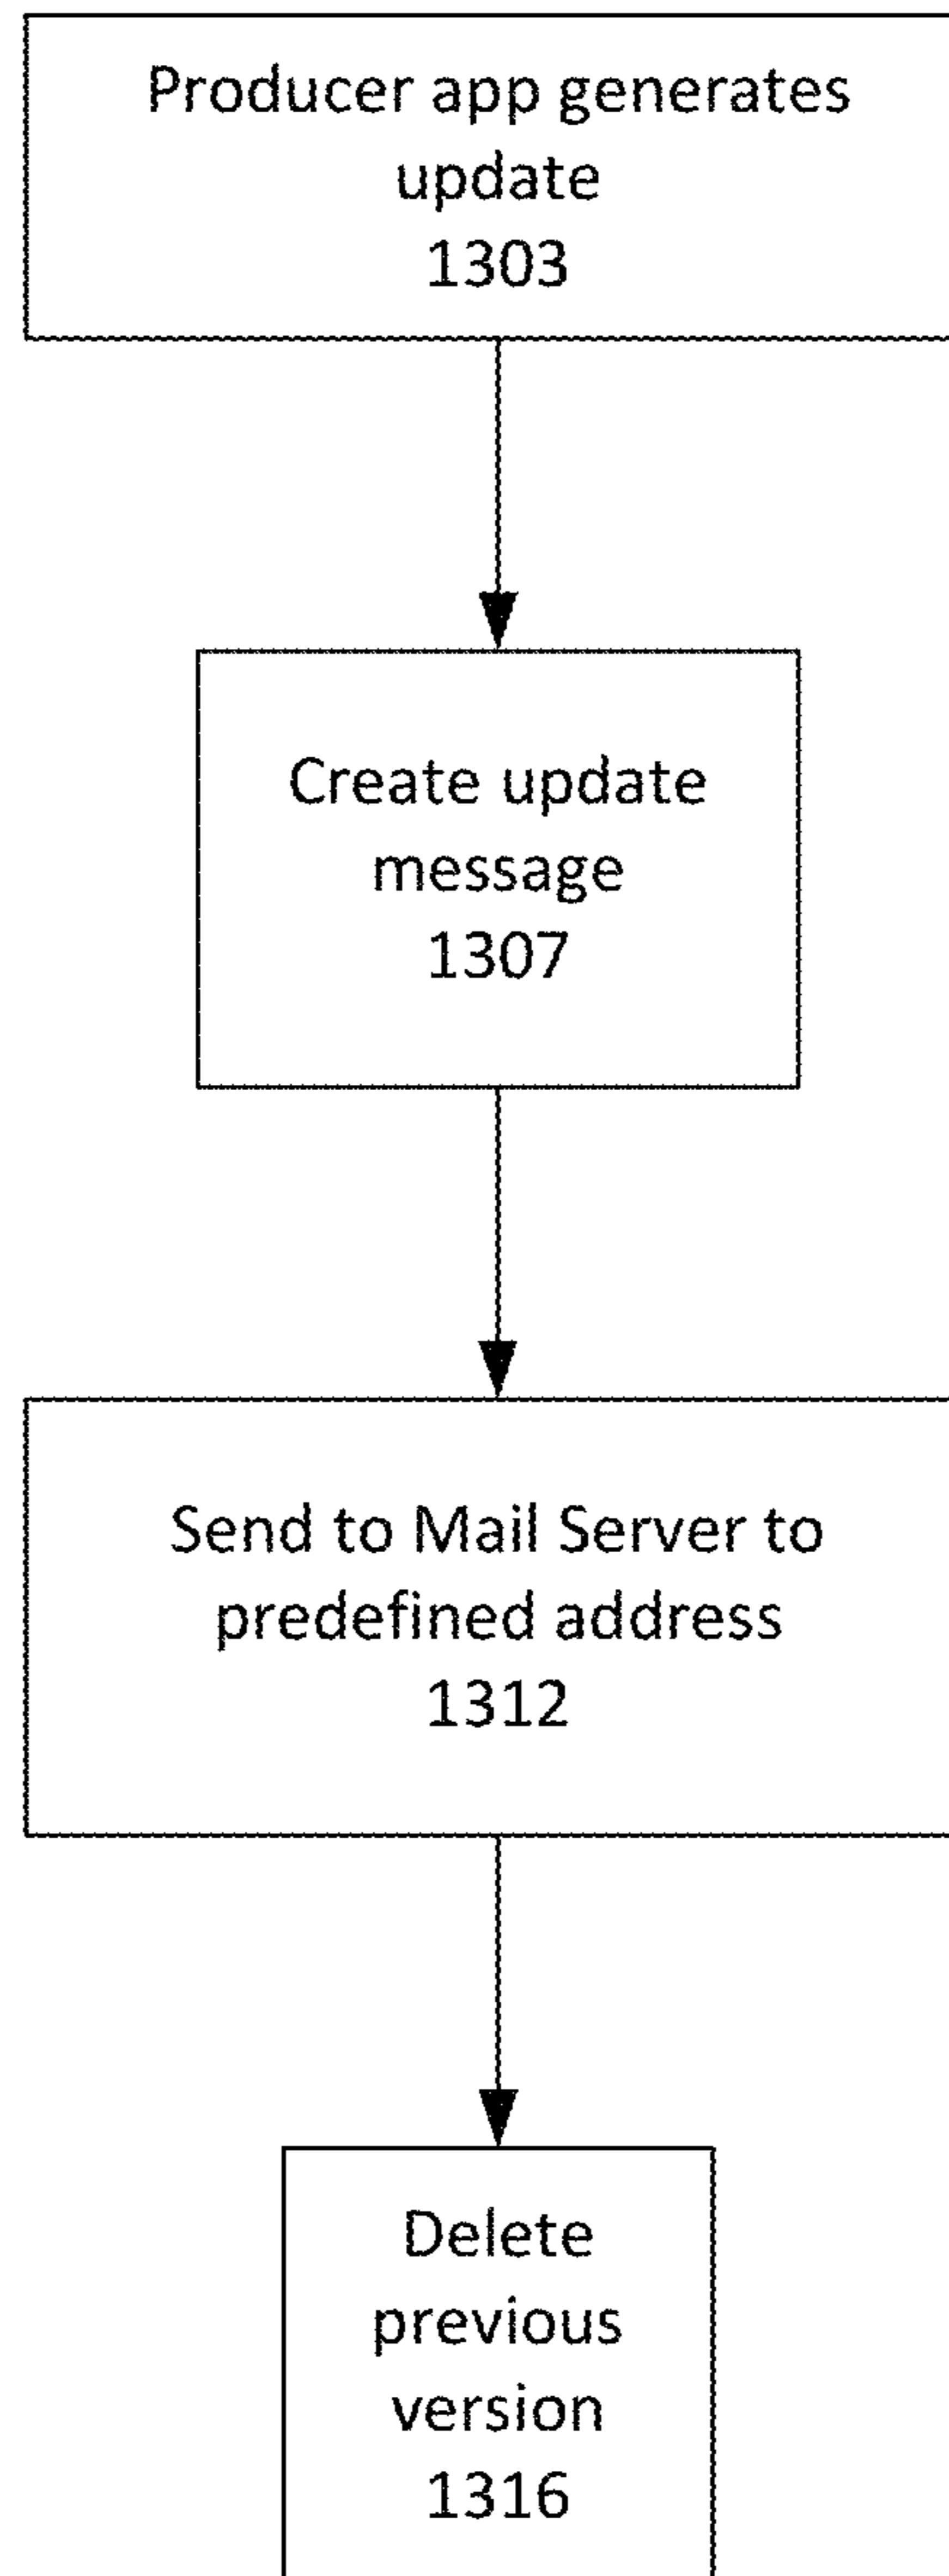 Producer app generates
update
1303
Create update
message
1307
Send to Mail Server to
predefined address
1312
Delete
previous
version
1316